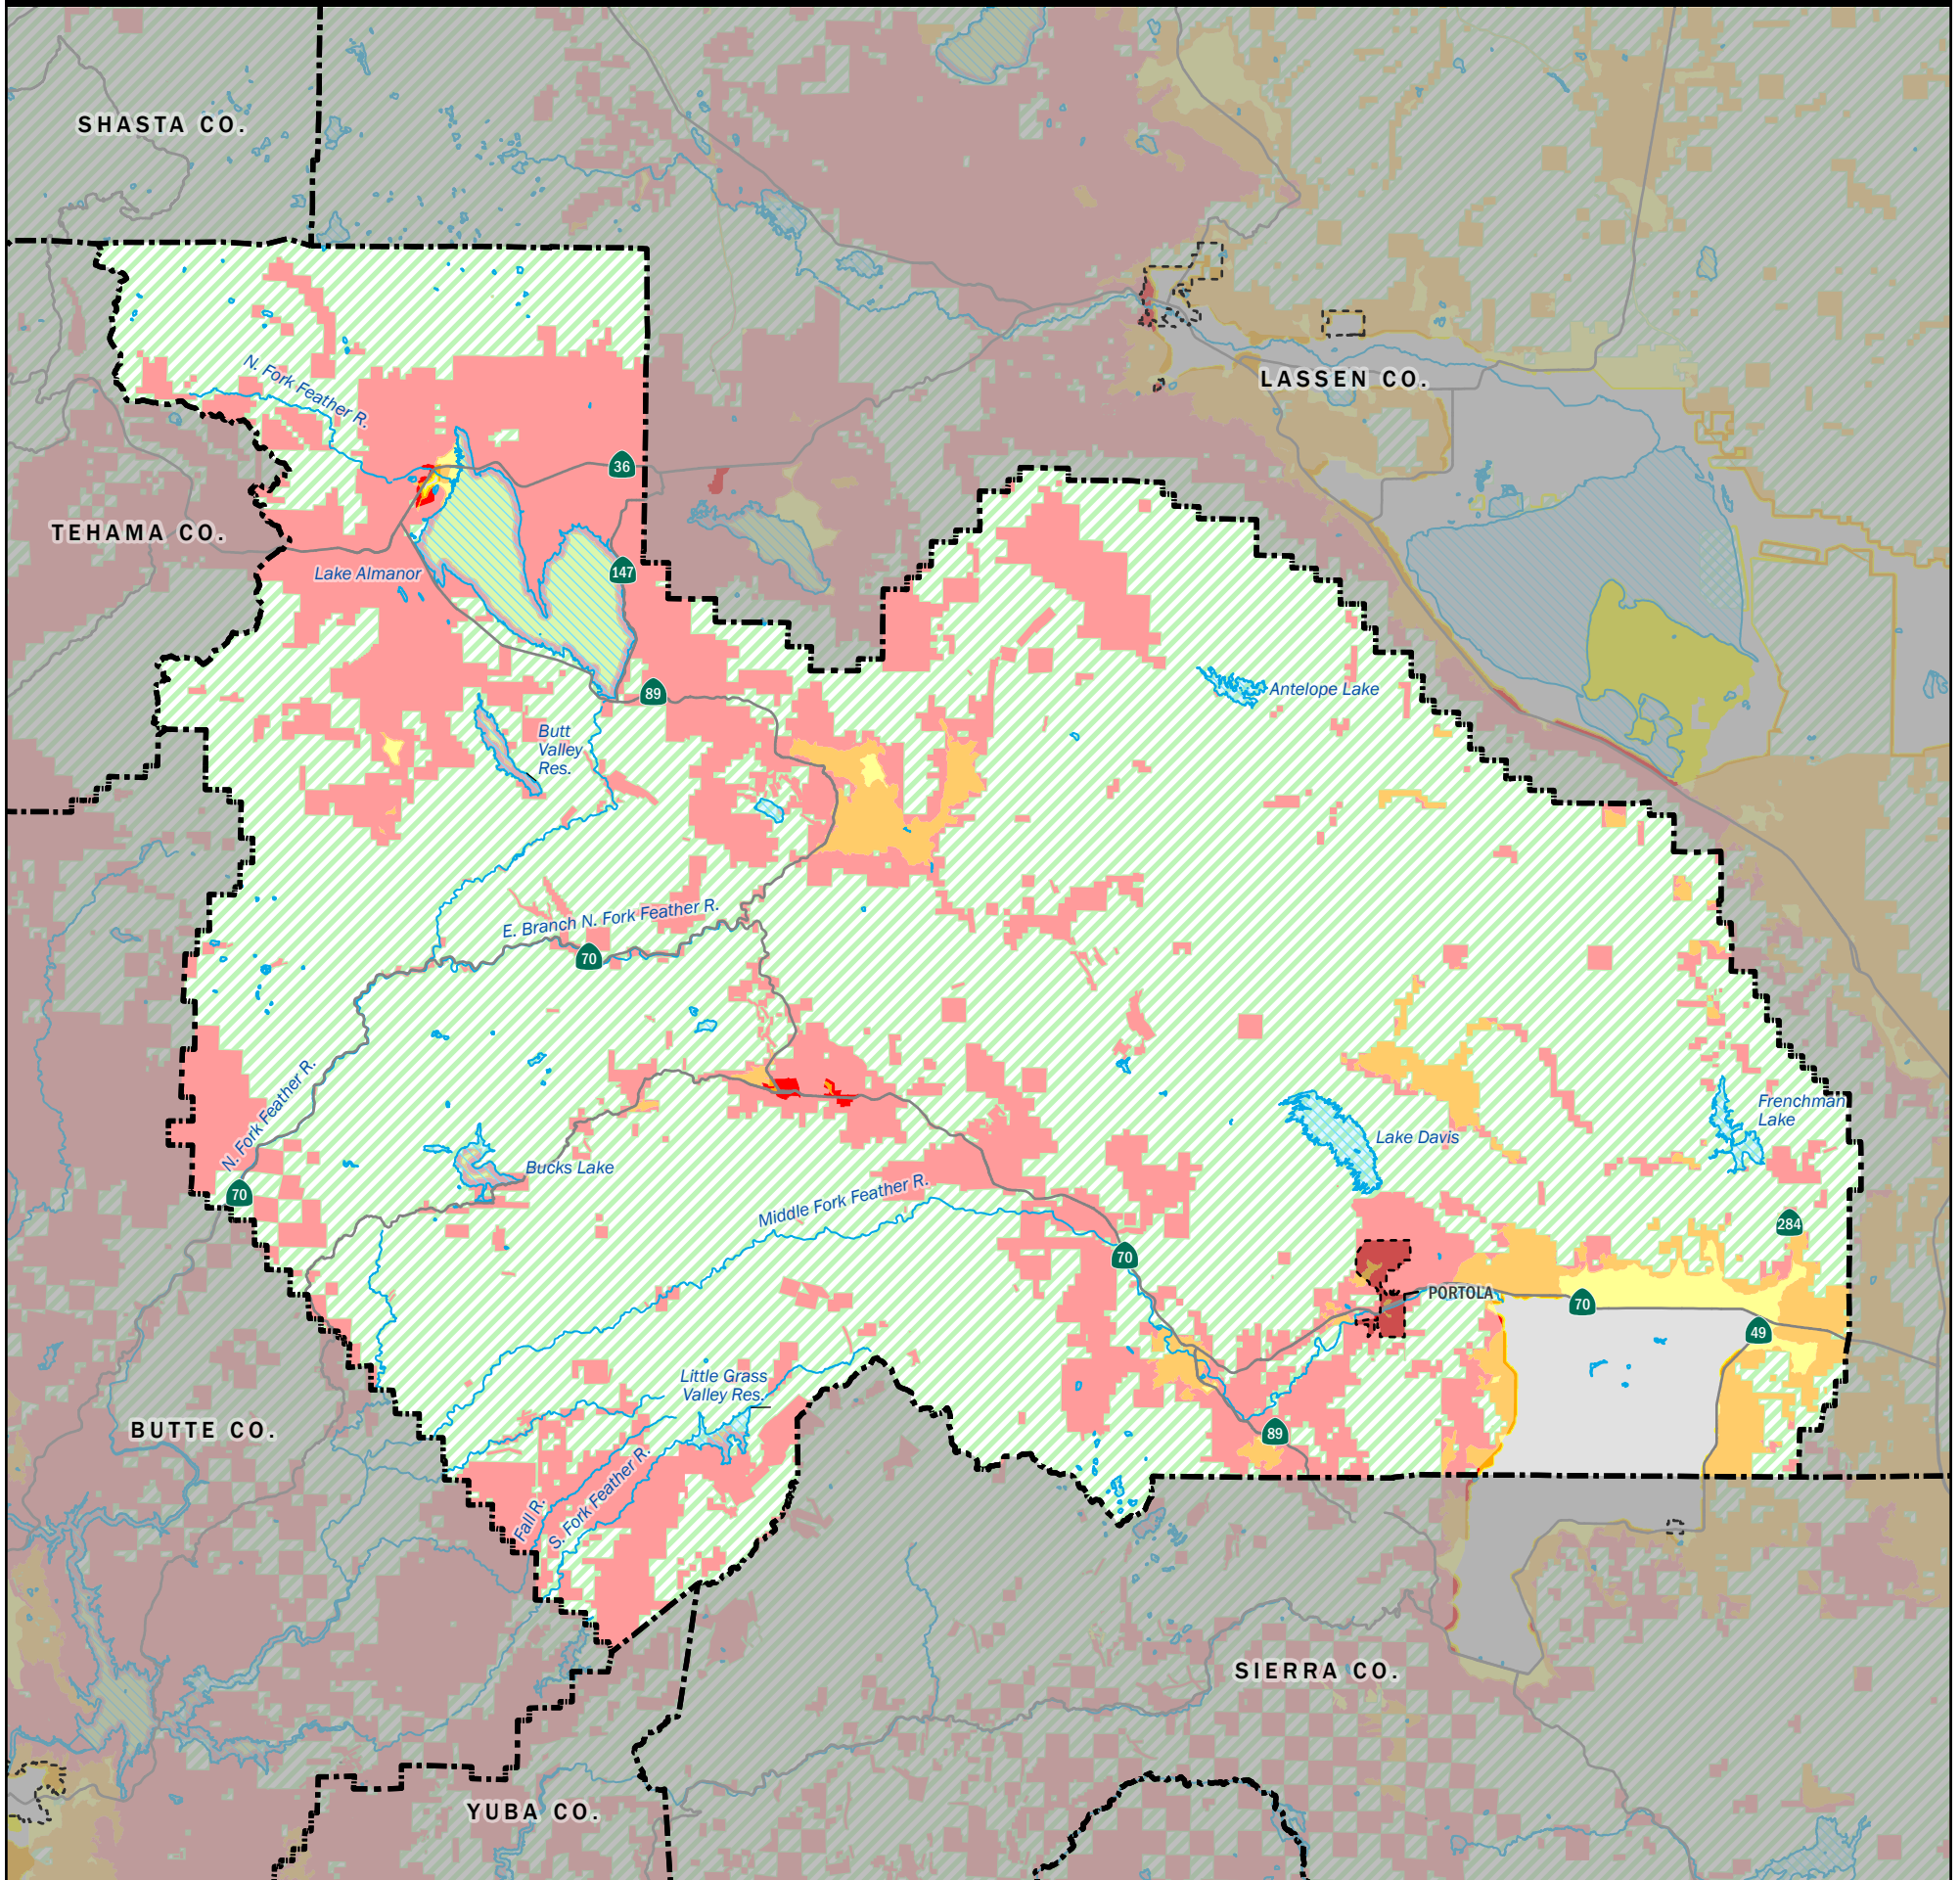 SHASTA CO.
LASSEN CO.
N. Fork Feather R.
36
TEHAMA CO.
Lake Almanor
147
89
Antelope Lake
Butt
Valley
Res.
E. Branch N. Fork Feather R.
70
N. Fork Feather R.
Frenchman
Lake
Lake Davis
Bucks Lake
70
Middle Fork Feather R.
284
70
PORTOLA
70
49
Little Grass
Valley Res.
BUTTE CO.
89
Fall R.
S. Fork Feather R.
SIERRA CO.
YUBA CO.